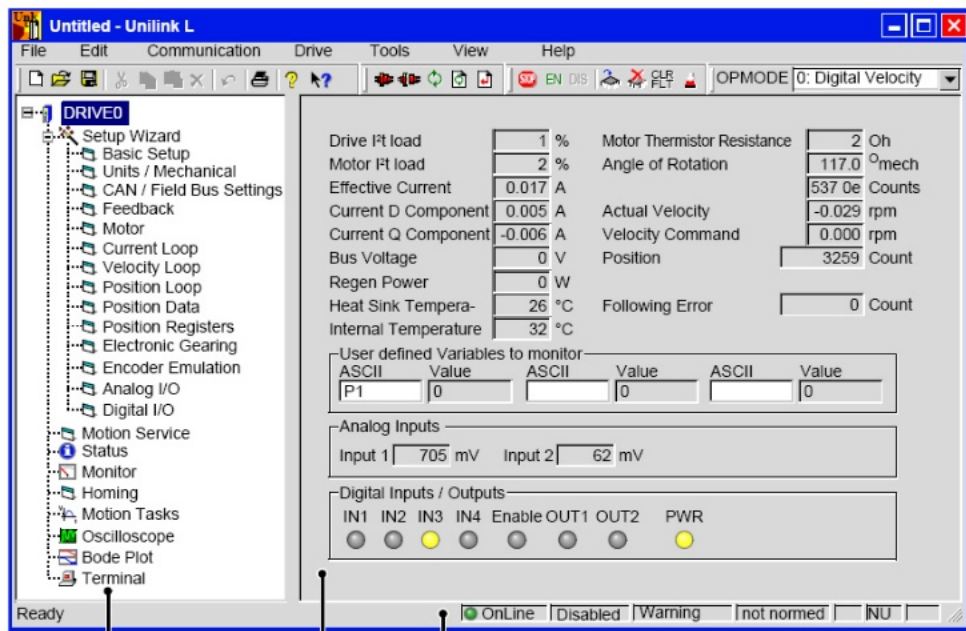 Untitled - Unilink L
File Edit Communication Drive Tools View Help
STOP EN DIS CLR FLT OPMODE 0: Digital Velocity
DRIVE0
Setup Wizard
Basic Setup
Units / Mechanical
CAN / Field Bus Settings
Feedback
Motor
Current Loop
Velocity Loop
Position Loop
Position Data
Position Registers
Electronic Gearing
Encoder Emulation
Analog I/O
Digital I/O
Motion Service
Status
Monitor
Homing
Motion Tasks
Oscilloscope
Bode Plot
Terminal
Drive I²t load 1 % Motor Thermistor Resistance 2 Oh
Motor I²t load 2 % Angle of Rotation 117.0 °mech
Effective Current 0.017 A 537 0e Counts
Current D Component 0.005 A Actual Velocity -0.029 rpm
Current Q Component -0.006 A Velocity Command 0.000 rpm
Bus Voltage 0 V Position 3259 Count
Regen Power 0 W
Heat Sink Tempera- 26 °C Following Error 0 Count
Internal Temperature 32 °C
User defined Variables to monitor
ASCII Value ASCII Value ASCII Value
P1 0 0 0
Analog Inputs
Input 1 705 mV Input 2 62 mV
Digital Inputs / Outputs
IN1 IN2 IN3 IN4 Enable OUT1 OUT2 PWR
Ready OnLine Disabled Warning not normed NU